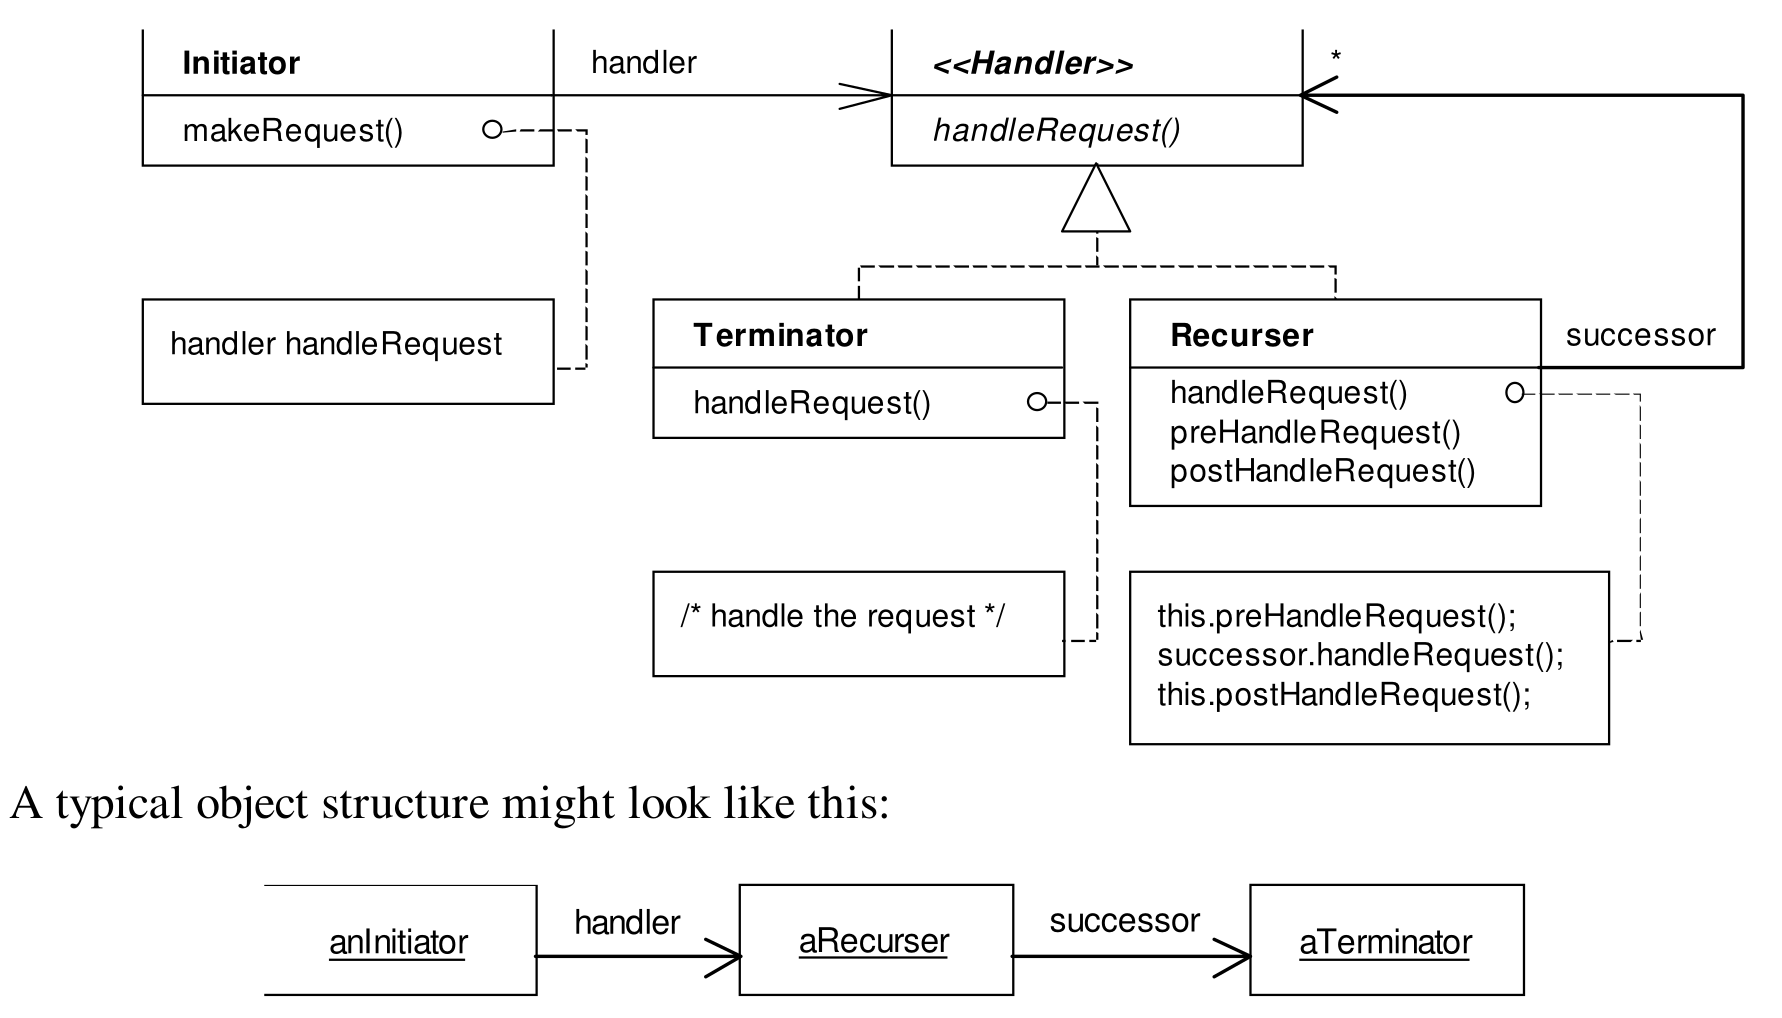 Initiator
handler
<<Handler>>
*
makeRequest()
handleRequest()
handler handleRequest
Terminator
Recurser
successor
handleRequest()
handleRequest()
preHandleRequest()
postHandleRequest()
/* handle the request */
this.preHandleRequest();
successor.handleRequest();
this.postHandleRequest();
A typical object structure might look like this:
anInitiator
handler
aRecurser
successor
aTerminator